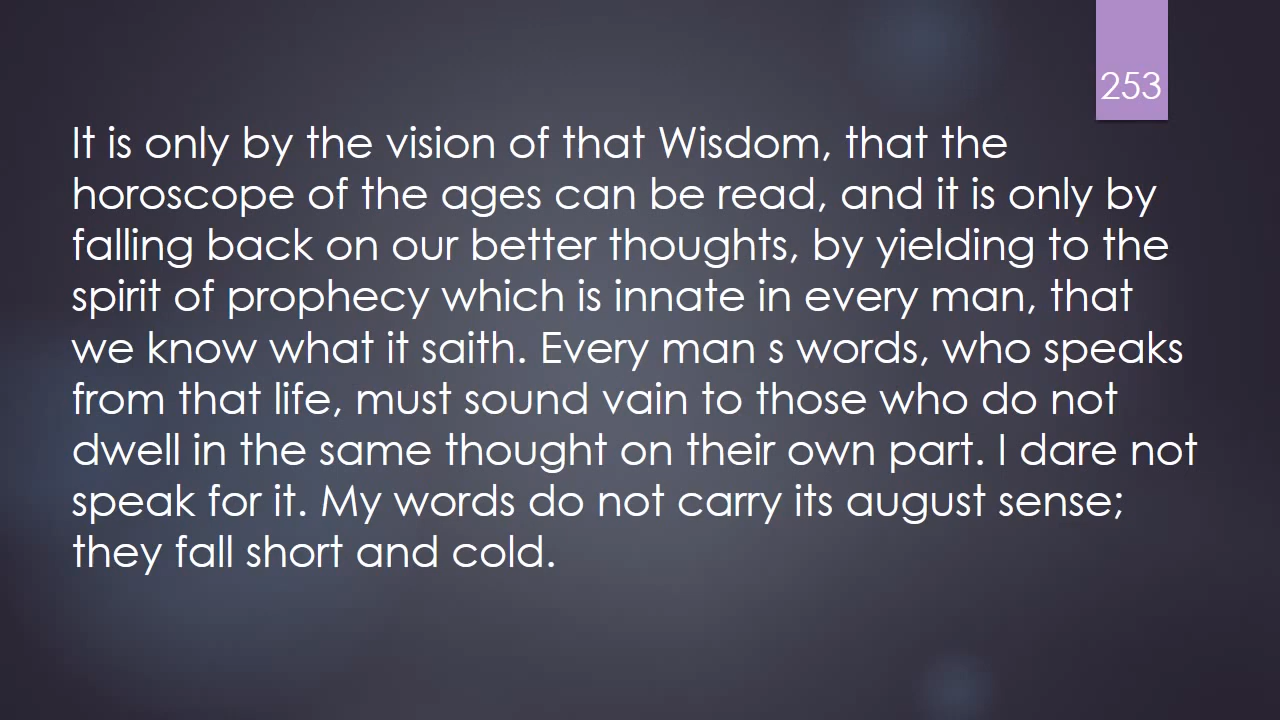 253
It is only by the vision of that Wisdom, that the
horoscope of the ages can be read, and it is only by
falling back on our better thoughts, by yielding to the
spirit of prophecy which is innate in every man, that
we know what it saith. Every man s words, who speaks
from that life, must sound vain to those who do not
dwell in the same thought on their own part. I dare not
speak for it. My words do not carry its august sense;
they fall short and cold.